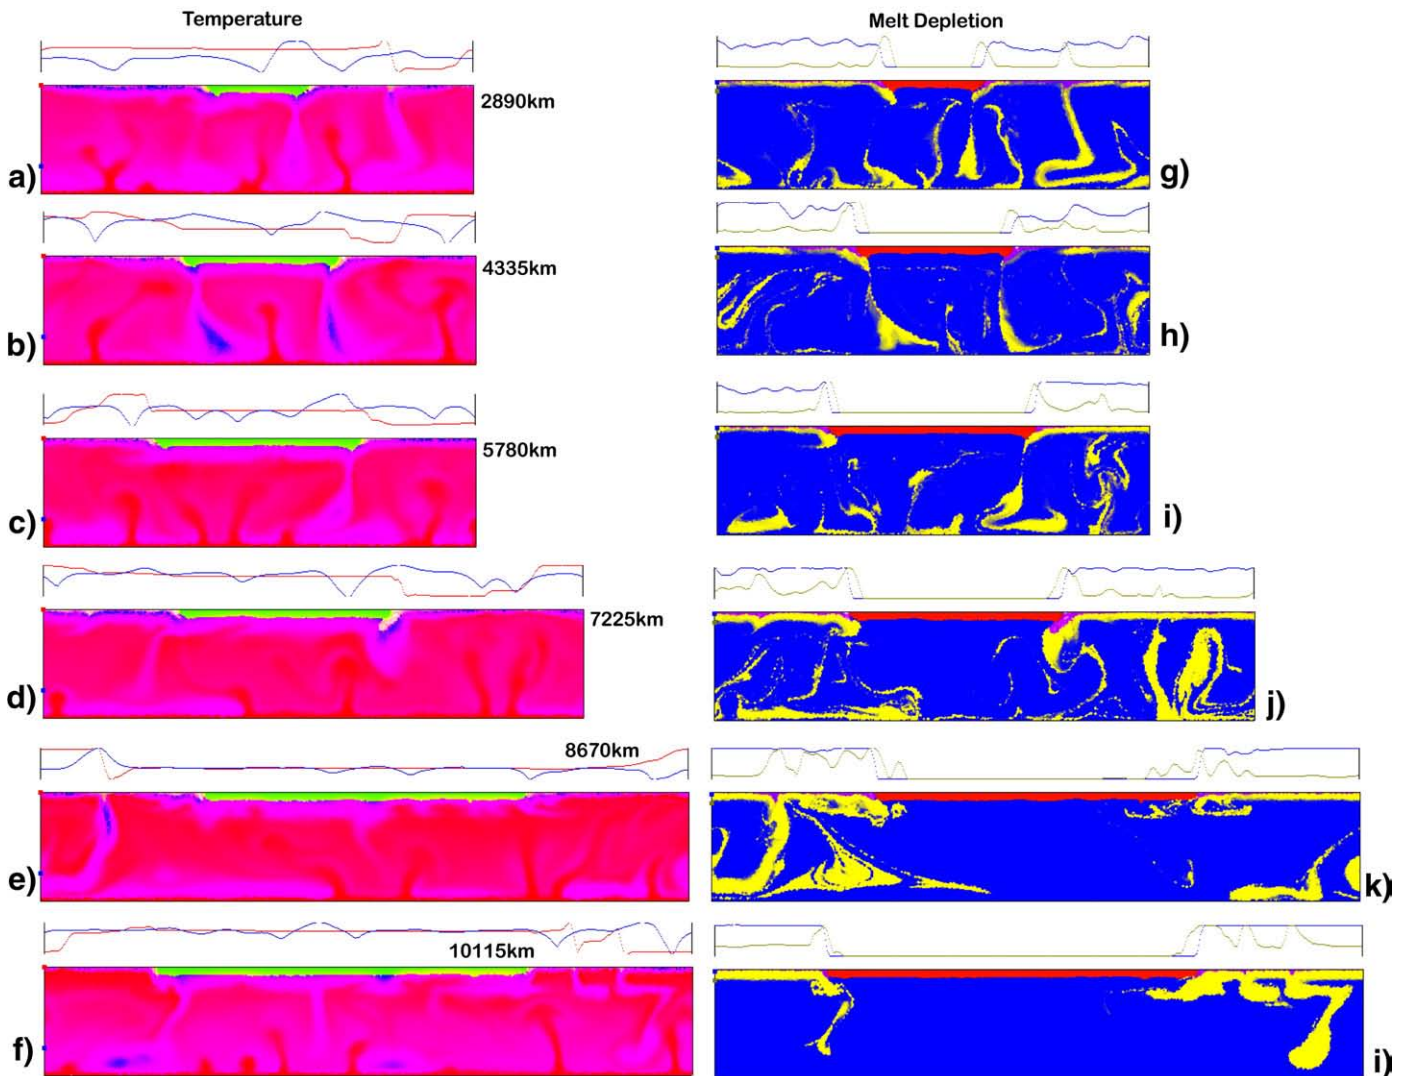 Temperature
Melt Depletion
2890km
a)
g)
4335km
b)
h)
5780km
c)
i)
7225km
d)
j)
8670km
e)
k)
10115km
f)
i)